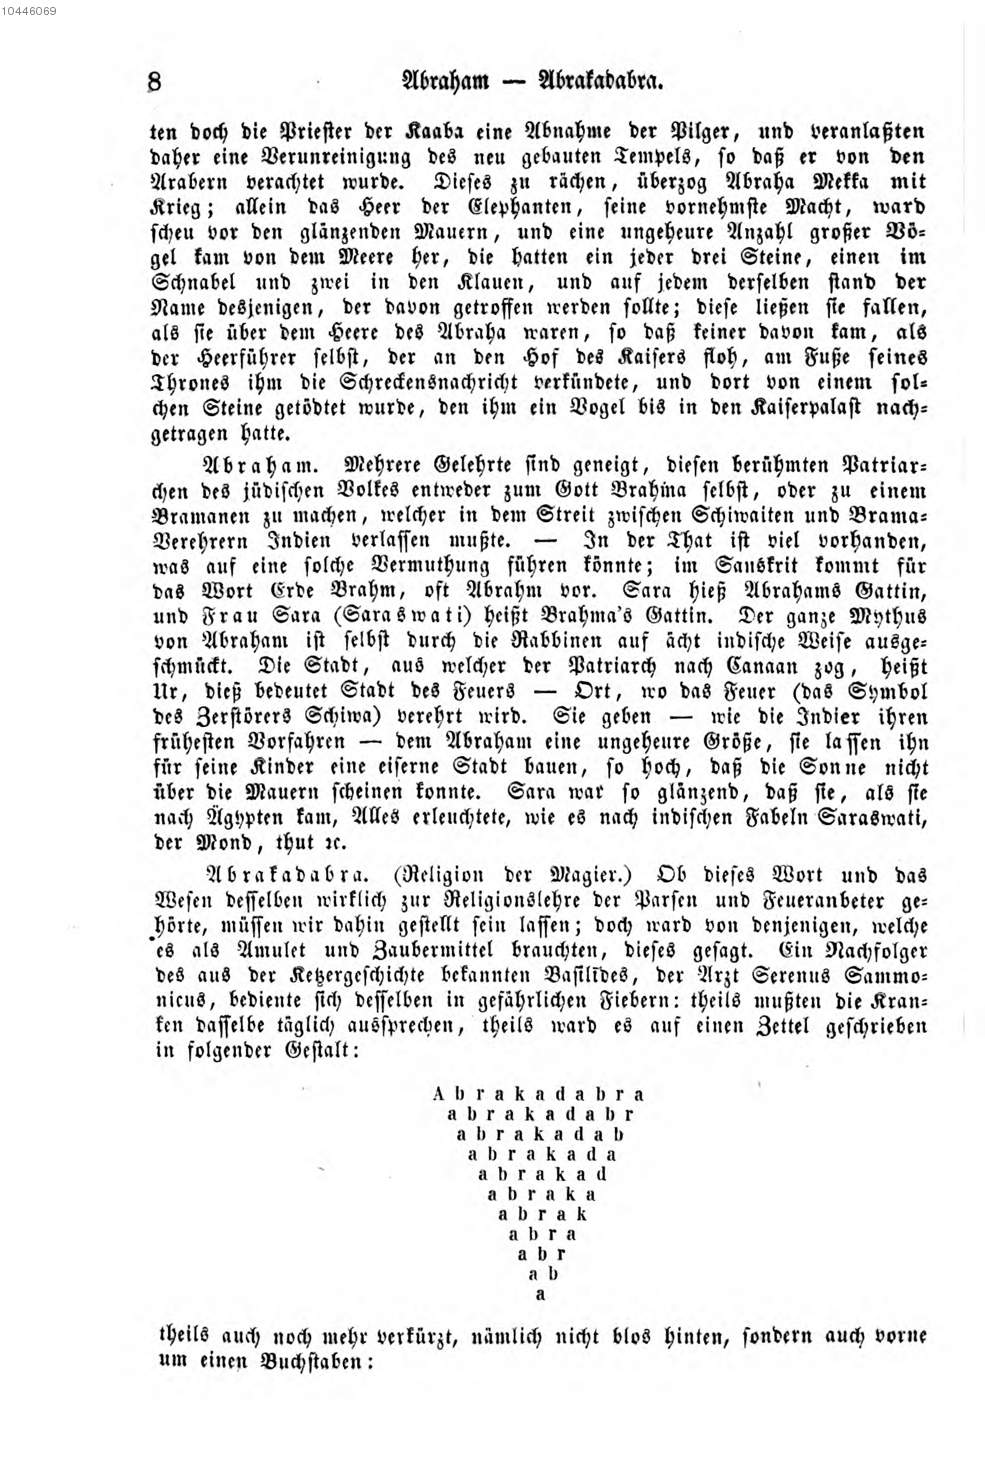 10446069
8 Abraham — Abrakadabra.
ten doch die Priester der Kaaba eine Abnahme der Pilger, und veranlaßten
daher eine Verunreinigung des neu gebauten Tempels, so daß er von den
Arabern verachtet wurde. Dieses zu rächen, überzog Abraha Mekka mit
Krieg; allein das Heer der Elephanten, seine vornehmste Macht, ward
scheu vor den glänzenden Mauern, und eine ungeheure Anzahl großer Vö-
gel kam von dem Meere her, die hatten ein jeder drei Steine, einen im
Schnabel und zwei in den Klauen, und auf jedem derselben stand der
Name desjenigen, der davon getroffen werden sollte; diese ließen sie fallen,
als sie über dem Heere des Abraha waren, so daß keiner davon kam, als
der Heerführer selbst, der an den Hof des Kaisers floh, am Fuße seines
Thrones ihm die Schreckensnachricht verkündete, und dort von einem sol-
chen Steine getödtet wurde, den ihm ein Vogel bis in den Kaiserpalast nach-
getragen hatte.
Abraham. Mehrere Gelehrte sind geneigt, diesen berühmten Patriar-
chen des jüdischen Volkes entweder zum Gott Brahma selbst, oder zu einem
Bramanen zu machen, welcher in dem Streit zwischen Schiwaiten und Brama-
Verehrern Indien verlassen mußte. — In der That ist viel vorhanden,
was auf eine solche Vermuthung führen könnte; im Sanskrit kommt für
das Wort Erde Brahm, oft Abrahm vor. Sara hieß Abrahams Gattin,
und Frau Sara (Saraswati) heißt Brahma's Gattin. Der ganze Mythus
von Abraham ist selbst durch die Rabbinen auf ächt indische Weise ausge-
schmückt. Die Stadt, aus welcher der Patriarch nach Canaan zog, heißt
Ur, dieß bedeutet Stadt des Feuers — Ort, wo das Feuer (das Symbol
des Zerstörers Schiwa) verehrt wird. Sie geben — wie die Indier ihren
frühesten Vorfahren — dem Abraham eine ungeheure Größe, sie lassen ihn
für seine Kinder eine eiserne Stadt bauen, so hoch, daß die Sonne nicht
über die Mauern scheinen konnte. Sara war so glänzend, daß sie, als sie
nach Ägypten kam, Alles erleuchtete, wie es nach indischen Fabeln Saraswati,
der Mond, thut ꝛc.
Abrakadabra. (Religion der Magier.) Ob dieses Wort und das
Wesen desselben wirklich zur Religionslehre der Parsen und Feueranbeter ge-
hörte, müssen wir dahin gestellt sein lassen; doch ward von denjenigen, welche
es als Amulet und Zaubermittel brauchten, dieses gesagt. Ein Nachfolger
des aus der Ketzergeschichte bekannten Basilides, der Arzt Serenus Sammo-
nicus, bediente sich desselben in gefährlichen Fiebern: theils mußten die Kran-
ken dasselbe täglich aussprechen, theils ward es auf einen Zettel geschrieben
in folgender Gestalt:
A b r a k a d a b r a
a b r a k a d a b r
a b r a k a d a b
a b r a k a d a
a b r a k a d
a b r a k a
a b r a k
a b r a
a b r
a b
a
theils auch noch mehr verkürzt, nämlich nicht blos hinten, sondern auch vorne
um einen Buchstaben: